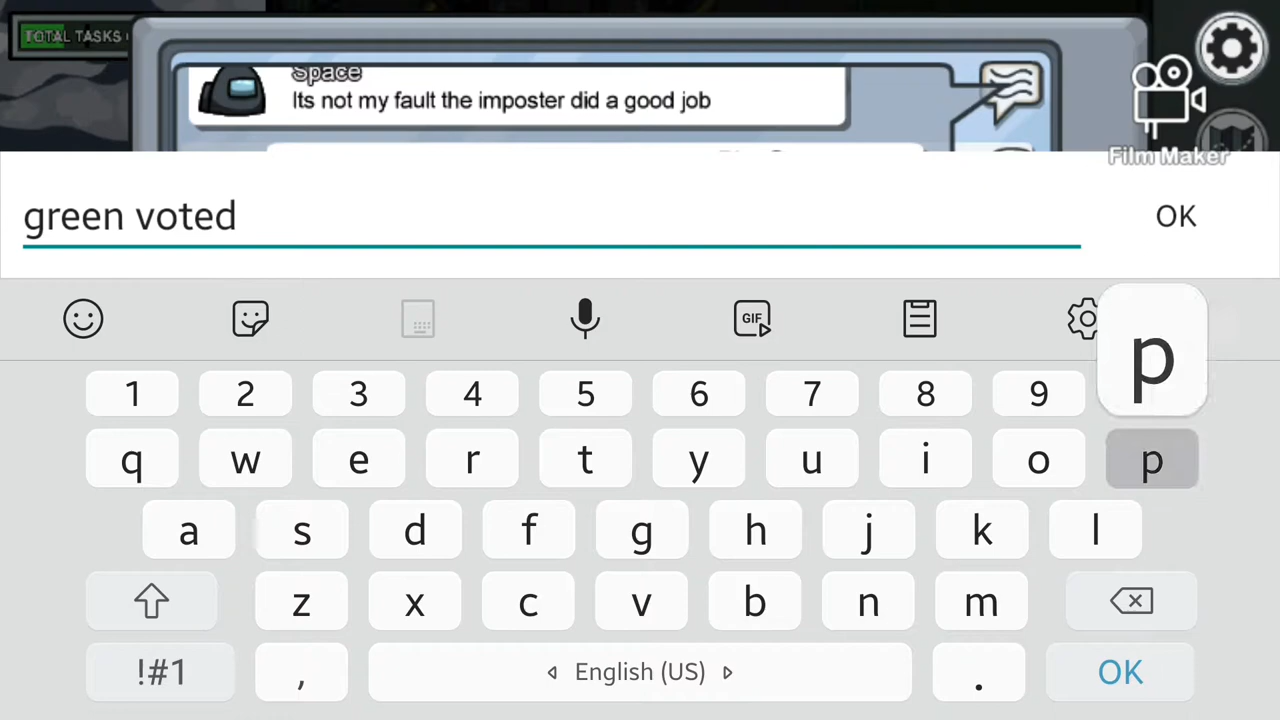 TOTAL TASKS
Space
Its not my fault the imposter did a good job
Film Maker
green voted
OK
GIF
p
1 2 3 4 5 6 7 8 9
q w e r t y u i o p
a s d f g h j k l
z x c v b n m
!#1 , English (US) . OK